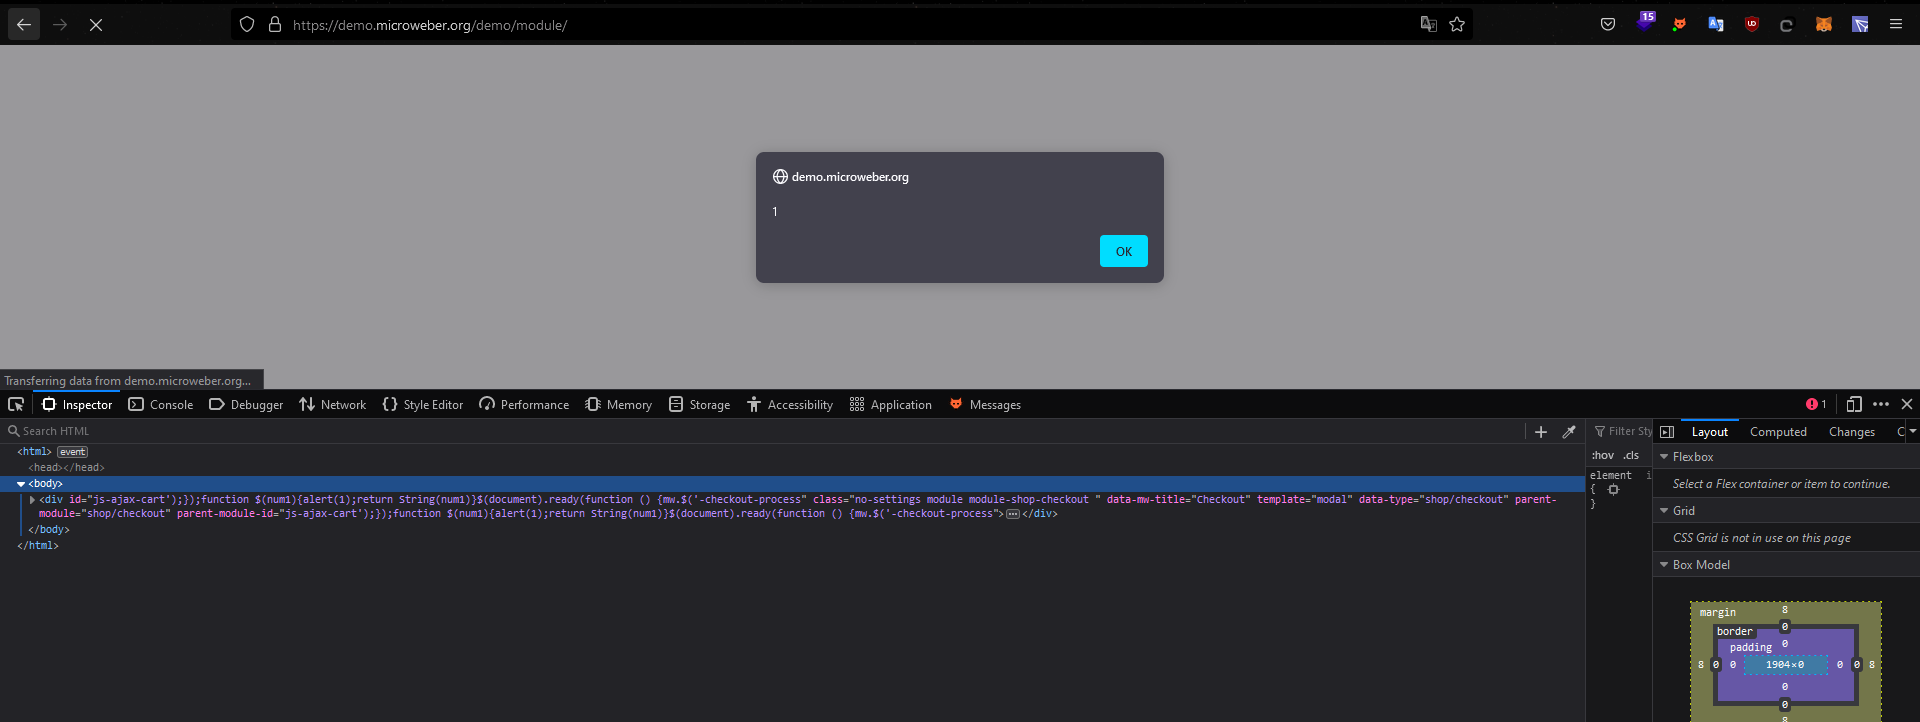 https://demo.microweber.org/demo/module/
15
demo.microweber.org
1
OK
Transferring data from demo.microweber.org...
Inspector Console Debugger Network Style Editor Performance Memory Storage Accessibility Application Messages 1
Search HTML
Filter Sty
Layout Computed Changes C
:hov .cls
<html> event
<head></head>
<body>
<div id="js-ajax-cart');});function $(num1){alert(1);return String(num1)}$(document).ready(function () {mw.$('-checkout-process" class="no-settings module module-shop-checkout " data-mw-title="Checkout" template="modal" data-type="shop/checkout" parent-
module="shop/checkout" parent-module-id="js-ajax-cart');});function $(num1){alert(1);return String(num1)}$(document).ready(function () {mw.$('-checkout-process"></div>
</body>
</html>
element i
{
}
Flexbox
Select a Flex container or item to continue.
Grid
CSS Grid is not in use on this page
Box Model
margin 8
border 0
padding 0
8 0 0 1904×0 0 0 8
0
0
8